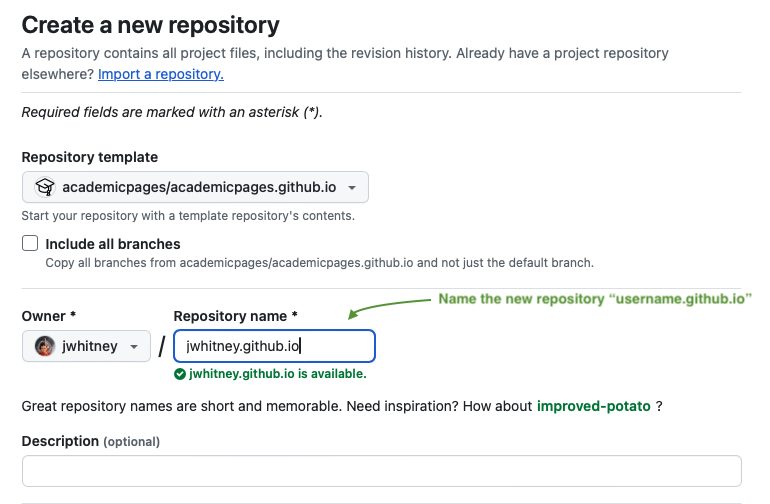 Create a new repository
A repository contains all project files, including the revision history. Already have a project repository
elsewhere? Import a repository.
Required fields are marked with an asterisk (*).
Repository template
academicpages/academicpages.github.io
Start your repository with a template repository's contents.
Include all branches
Copy all branches from academicpages/academicpages.github.io and not just the default branch.
Name the new repository “username.github.io”
Owner *
Repository name *
jwhitney / jwhitney.github.io
jwhitney.github.io is available.
Great repository names are short and memorable. Need inspiration? How about improved-potato ?
Description (optional)